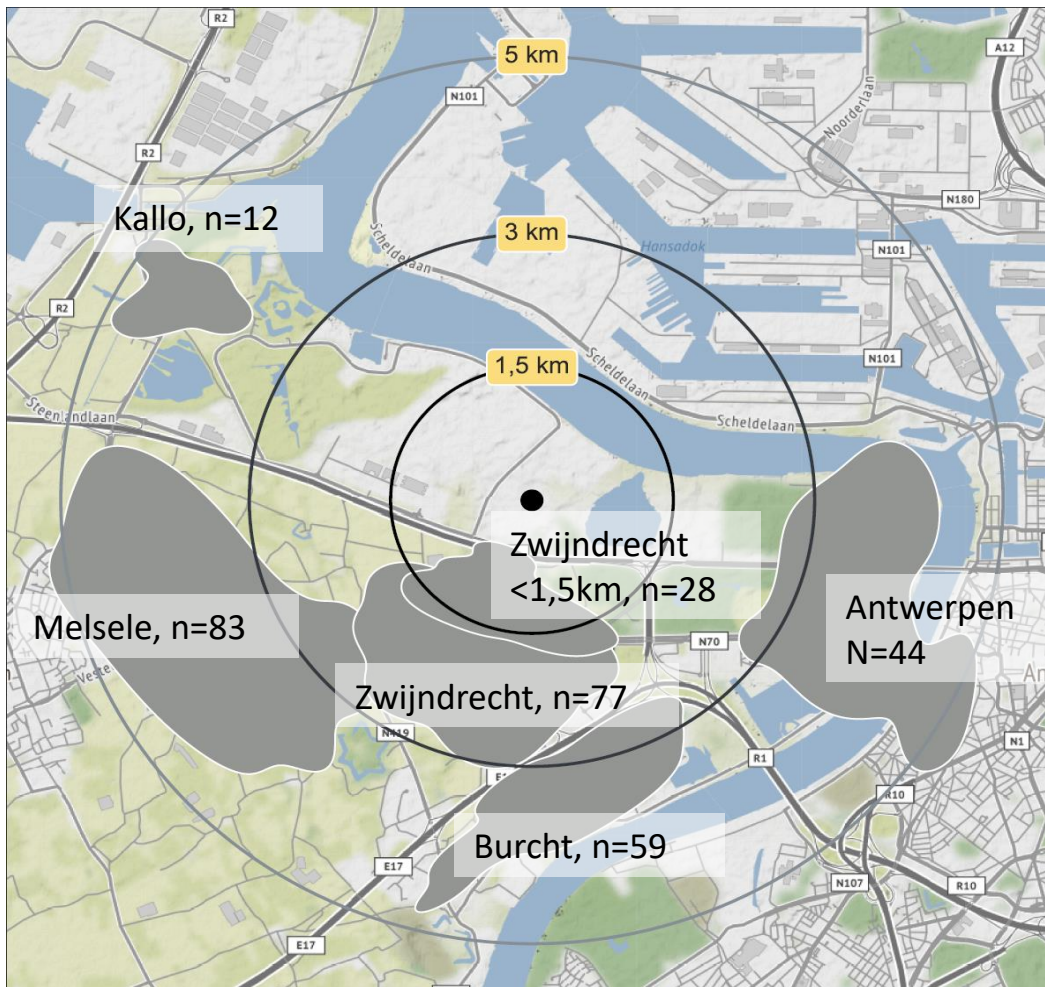 R2
5 km
A12
N101
Noorderlaan
R2
N180
Kallo, n=12
3 km
Hansadok
N101
Scheldelaan
R2
1,5 km
Scheldelaan
N101
Steenlandlaan
Scheldelaan
Zwijndrecht
<1,5km, n=28
Antwerpen
N=44
Melsele, n=83
N70
Zwijndrecht, n=77
N419
N1
R1
R10
Burcht, n=59
E17
N107
R10
E17